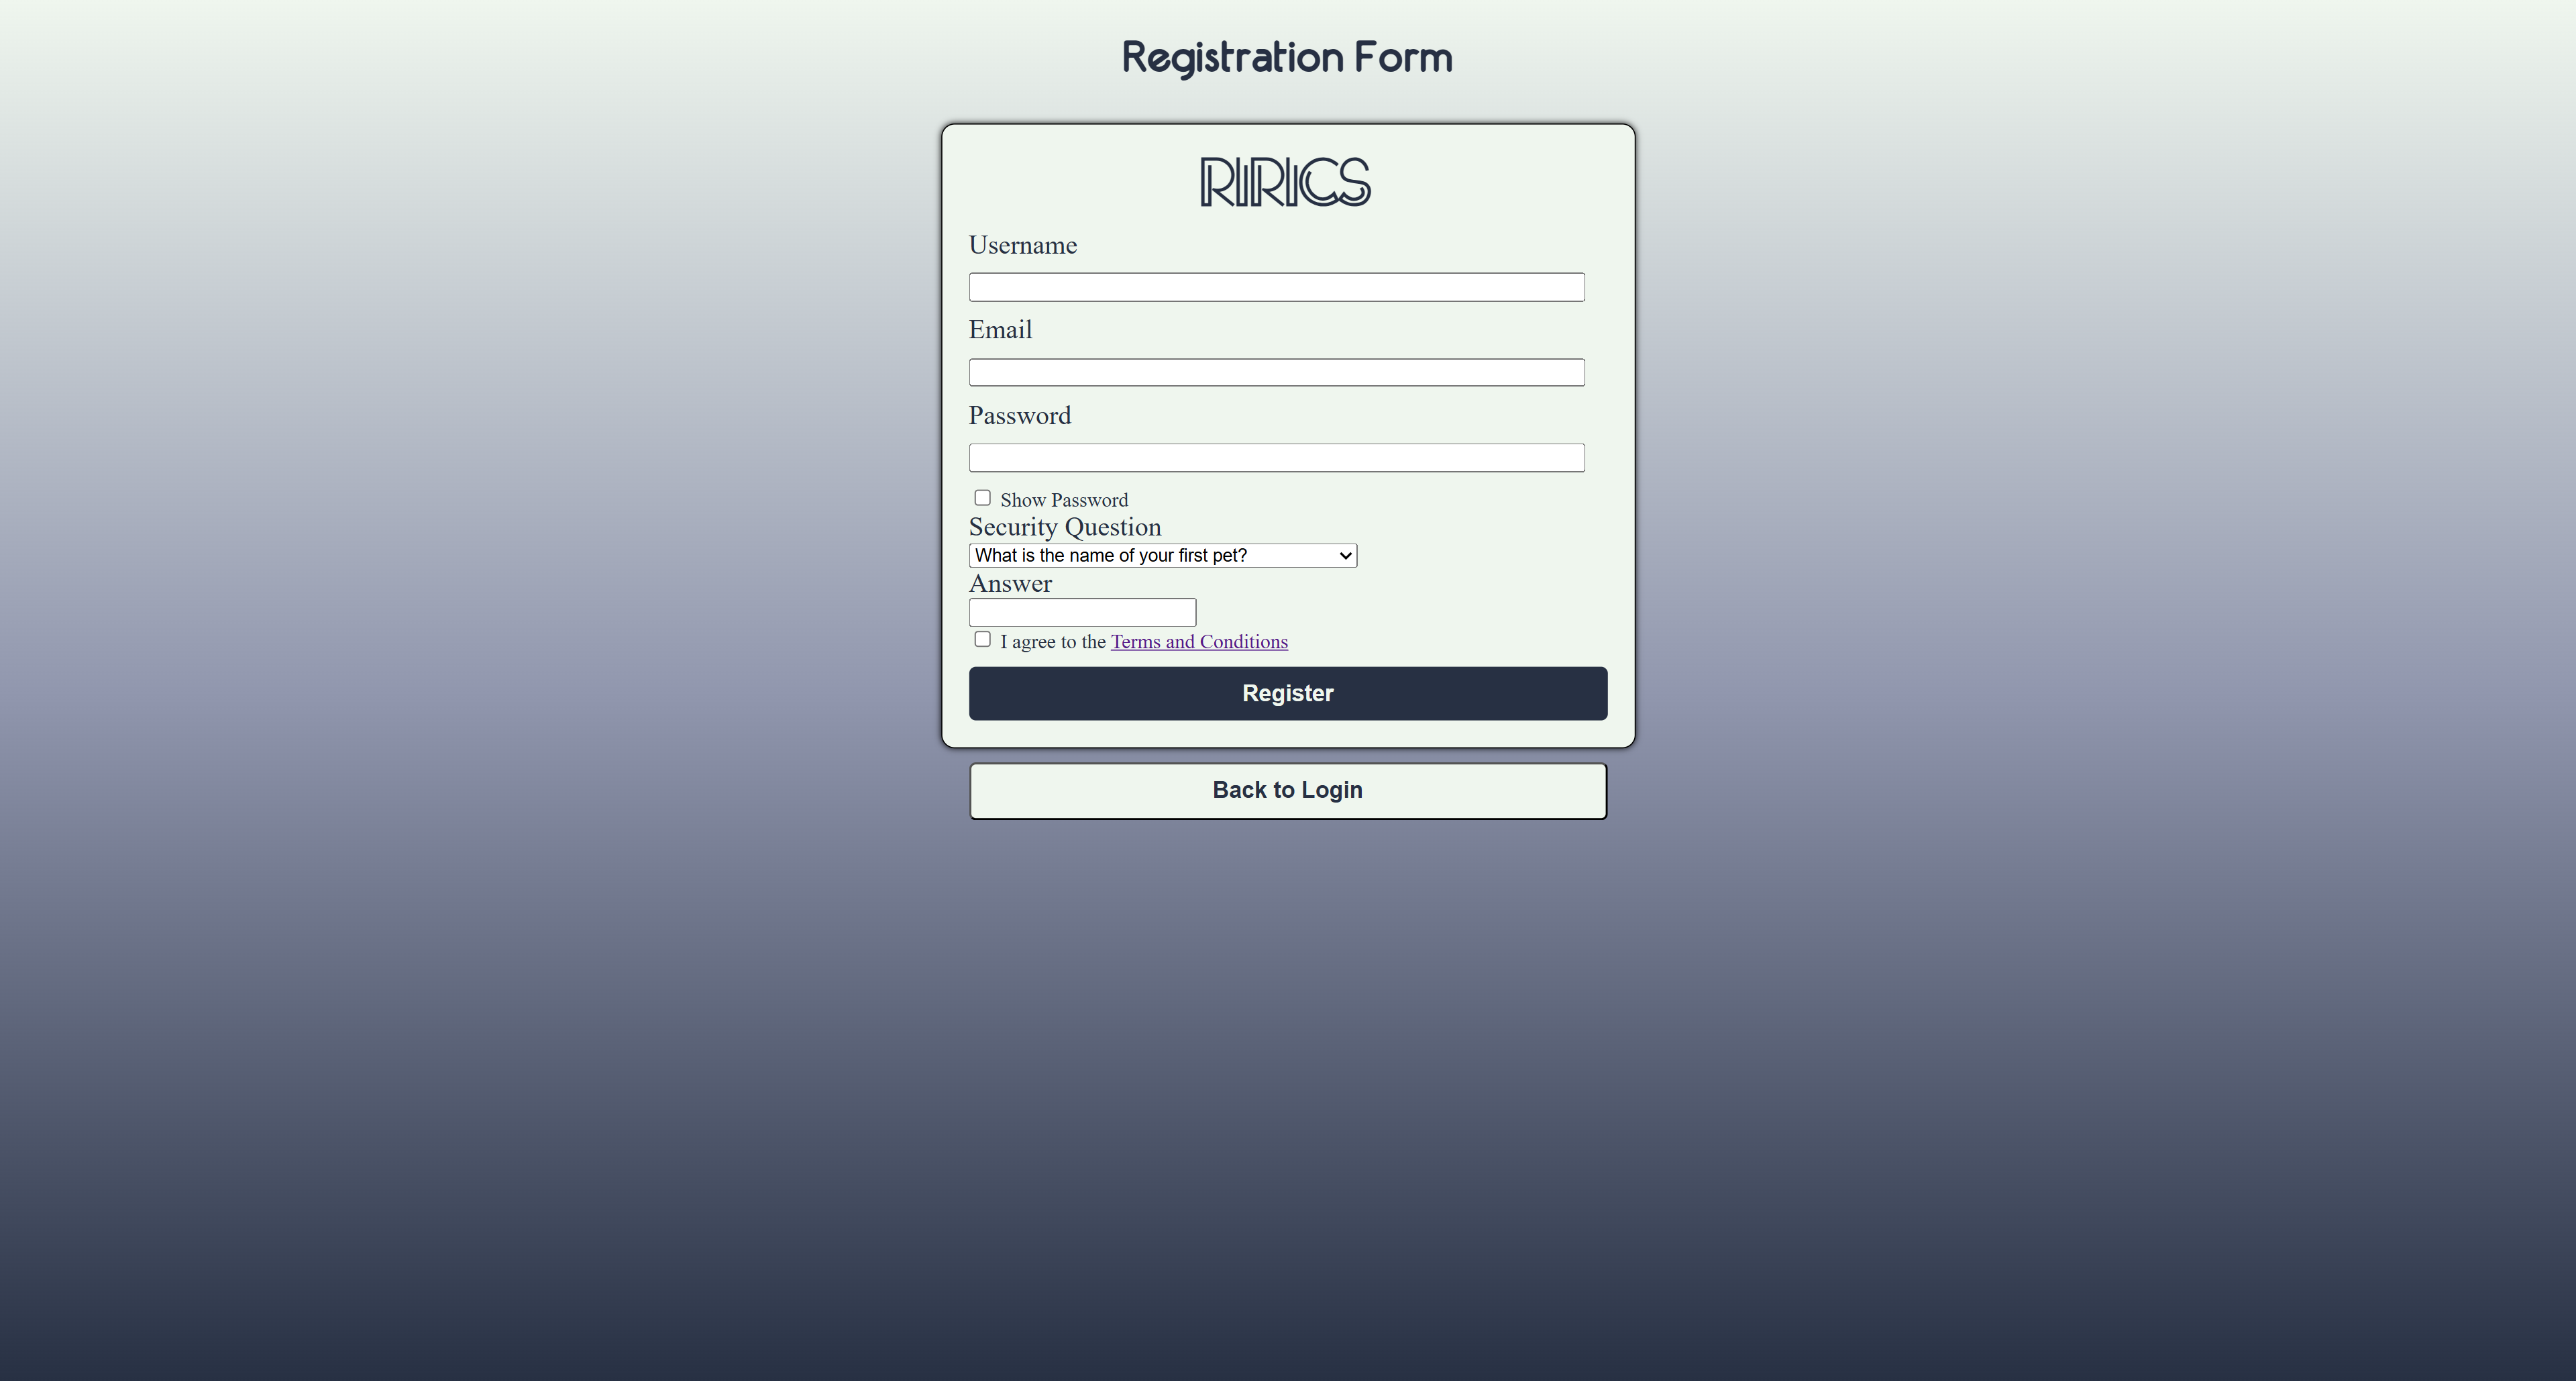 Registration Form
RIRICS
Username
Email
Password
Show Password
Security Question
What is the name of your first pet?
Answer
I agree to the Terms and Conditions
Register
Back to Login